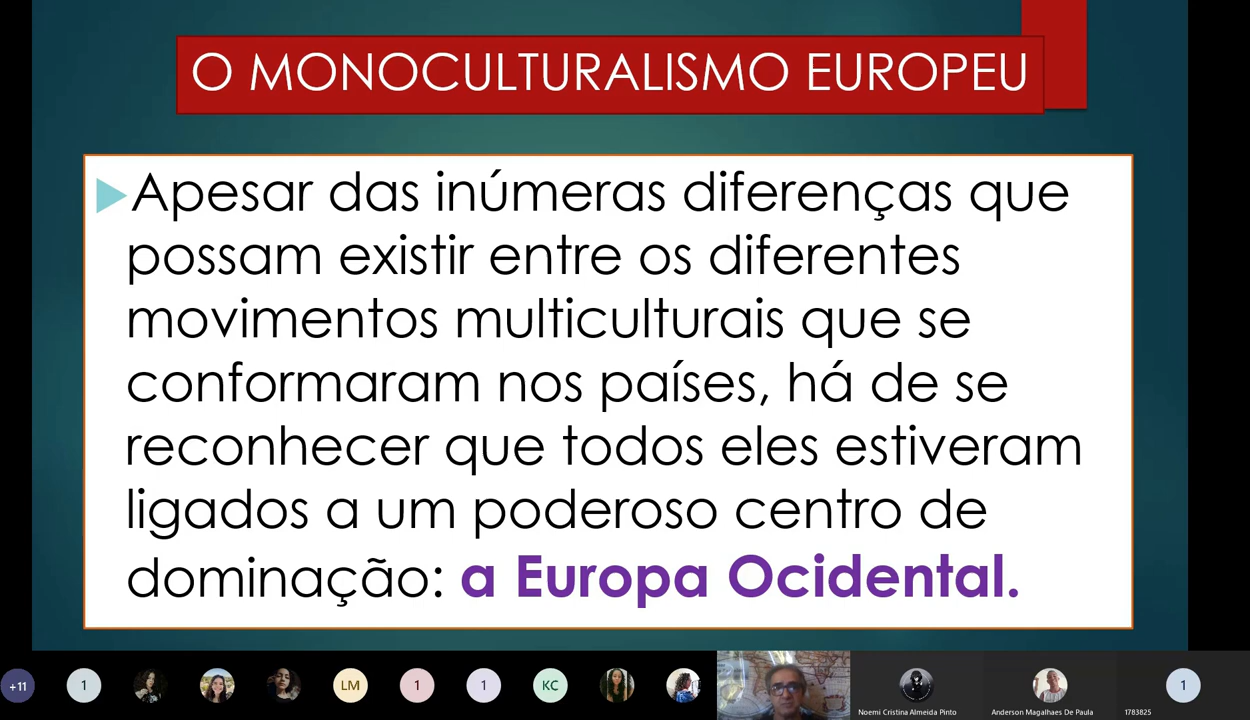 O MONOCULTURALISMO EUROPEU
Apesar das inúmeras diferenças que
possam existir entre os diferentes
movimentos multiculturais que se
conformaram nos países, há de se
reconhecer que todos eles estiveram
ligados a um poderoso centro de
dominação: a Europa Ocidental.
+11
1
LM
1
1
KC
Noemi Cristina Almeida Pinto
Anderson Magalhaes De Paula
1783825
1